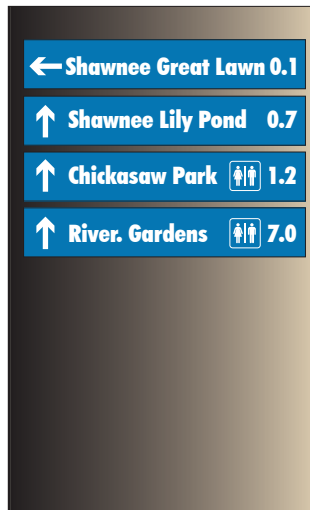 Shawnee Great Lawn 0.1
Shawnee Lily Pond 0.7
Chickasaw Park 1.2
River. Gardens 7.0